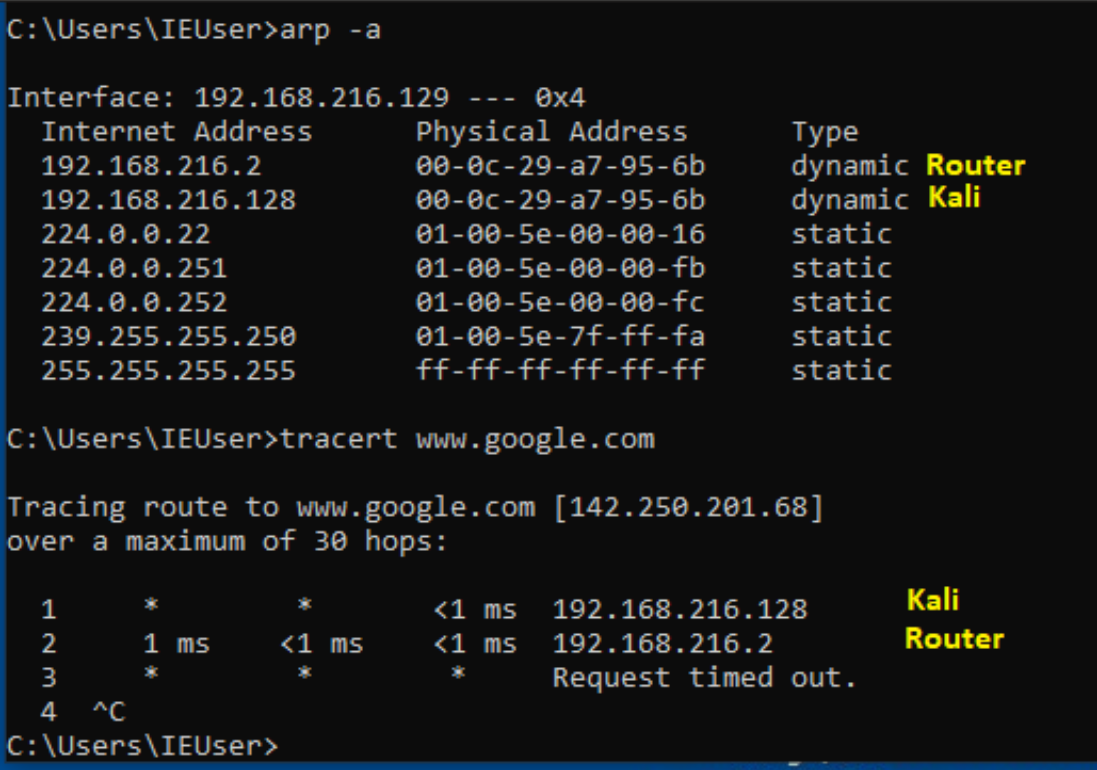 C:\Users\IEUser>arp -a
Interface: 192.168.216.129 --- 0x4
Internet Address Physical Address Type
192.168.216.2 00-0c-29-a7-95-6b dynamic Router
192.168.216.128 00-0c-29-a7-95-6b dynamic Kali
224.0.0.22 01-00-5e-00-00-16 static
224.0.0.251 01-00-5e-00-00-fb static
224.0.0.252 01-00-5e-00-00-fc static
239.255.255.250 01-00-5e-7f-ff-fa static
255.255.255.255 ff-ff-ff-ff-ff-ff static
C:\Users\IEUser>tracert www.google.com
Tracing route to www.google.com [142.250.201.68]
over a maximum of 30 hops:
1 * * <1 ms 192.168.216.128 Kali
2 1 ms <1 ms <1 ms 192.168.216.2 Router
3 * * * Request timed out.
4 ^C
C:\Users\IEUser>